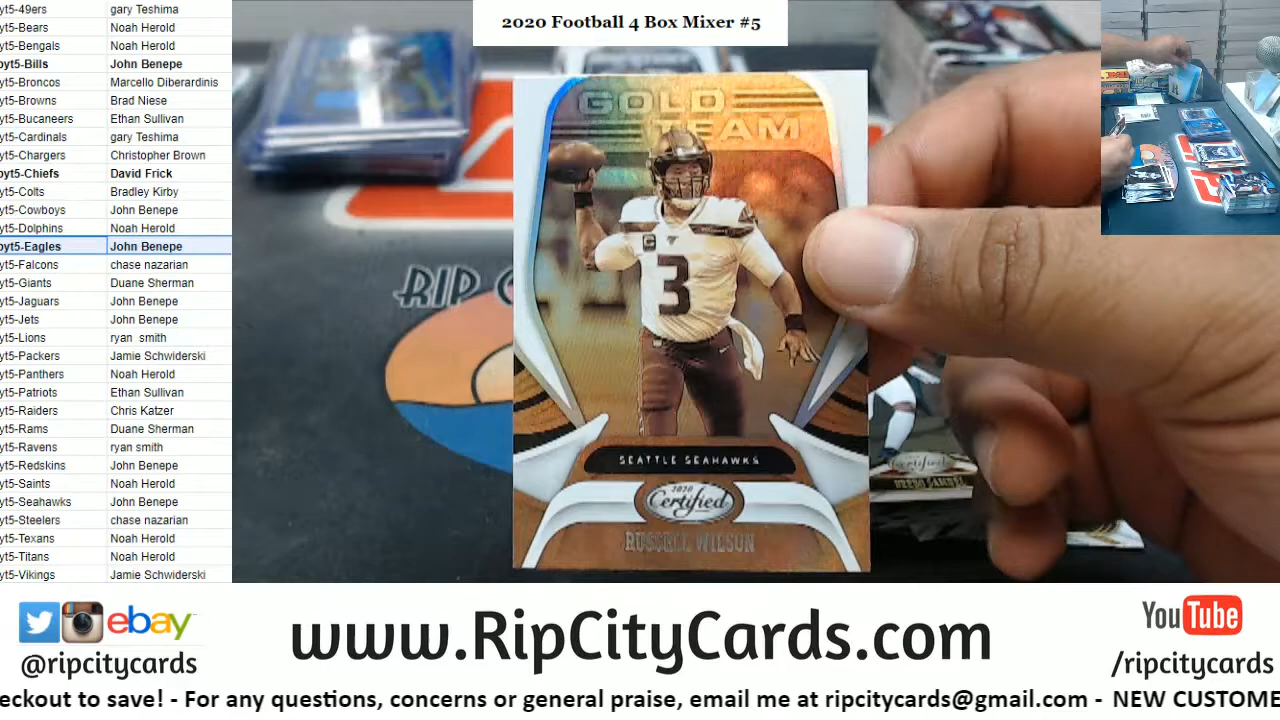 2020 Football 4 Box Mixer #5
yt5-49ers gary Teshima
yt5-Bears Noah Herold
yt5-Bengals Noah Herold
yt5-Bills John Benepe
yt5-Broncos Marcello Diberardinis
yt5-Browns Brad Niese
yt5-Bucaneers Ethan Sullivan
yt5-Cardinals gary Teshima
yt5-Chargers Christopher Brown
yt5-Chiefs David Frick
yt5-Colts Bradley Kirby
yt5-Cowboys John Benepe
yt5-Dolphins Noah Herold
yt5-Eagles John Benepe
yt5-Falcons chase nazarian
yt5-Giants Duane Sherman
yt5-Jaguars John Benepe
yt5-Jets John Benepe
yt5-Lions ryan smith
yt5-Packers Jamie Schwiderski
yt5-Panthers Noah Herold
yt5-Patriots Ethan Sullivan
yt5-Raiders Chris Katzer
yt5-Rams Duane Sherman
yt5-Ravens ryan smith
yt5-Redskins John Benepe
yt5-Saints Noah Herold
yt5-Seahawks John Benepe
yt5-Steelers chase nazarian
yt5-Texans Noah Herold
yt5-Titans Noah Herold
yt5-Vikings Jamie Schwiderski
GOLD
TEAM
C 3
SEATTLE SEAHAWKS
2020
Certified
RUSSELL WILSON
RIP C
Certified
DEEBO SAMUEL
ebay
@ripcitycards
www.RipCityCards.com
YouTube
/ripcitycards
eckout to save! - For any questions, concerns or general praise, email me at ripcitycards@gmail.com - NEW CUSTOME